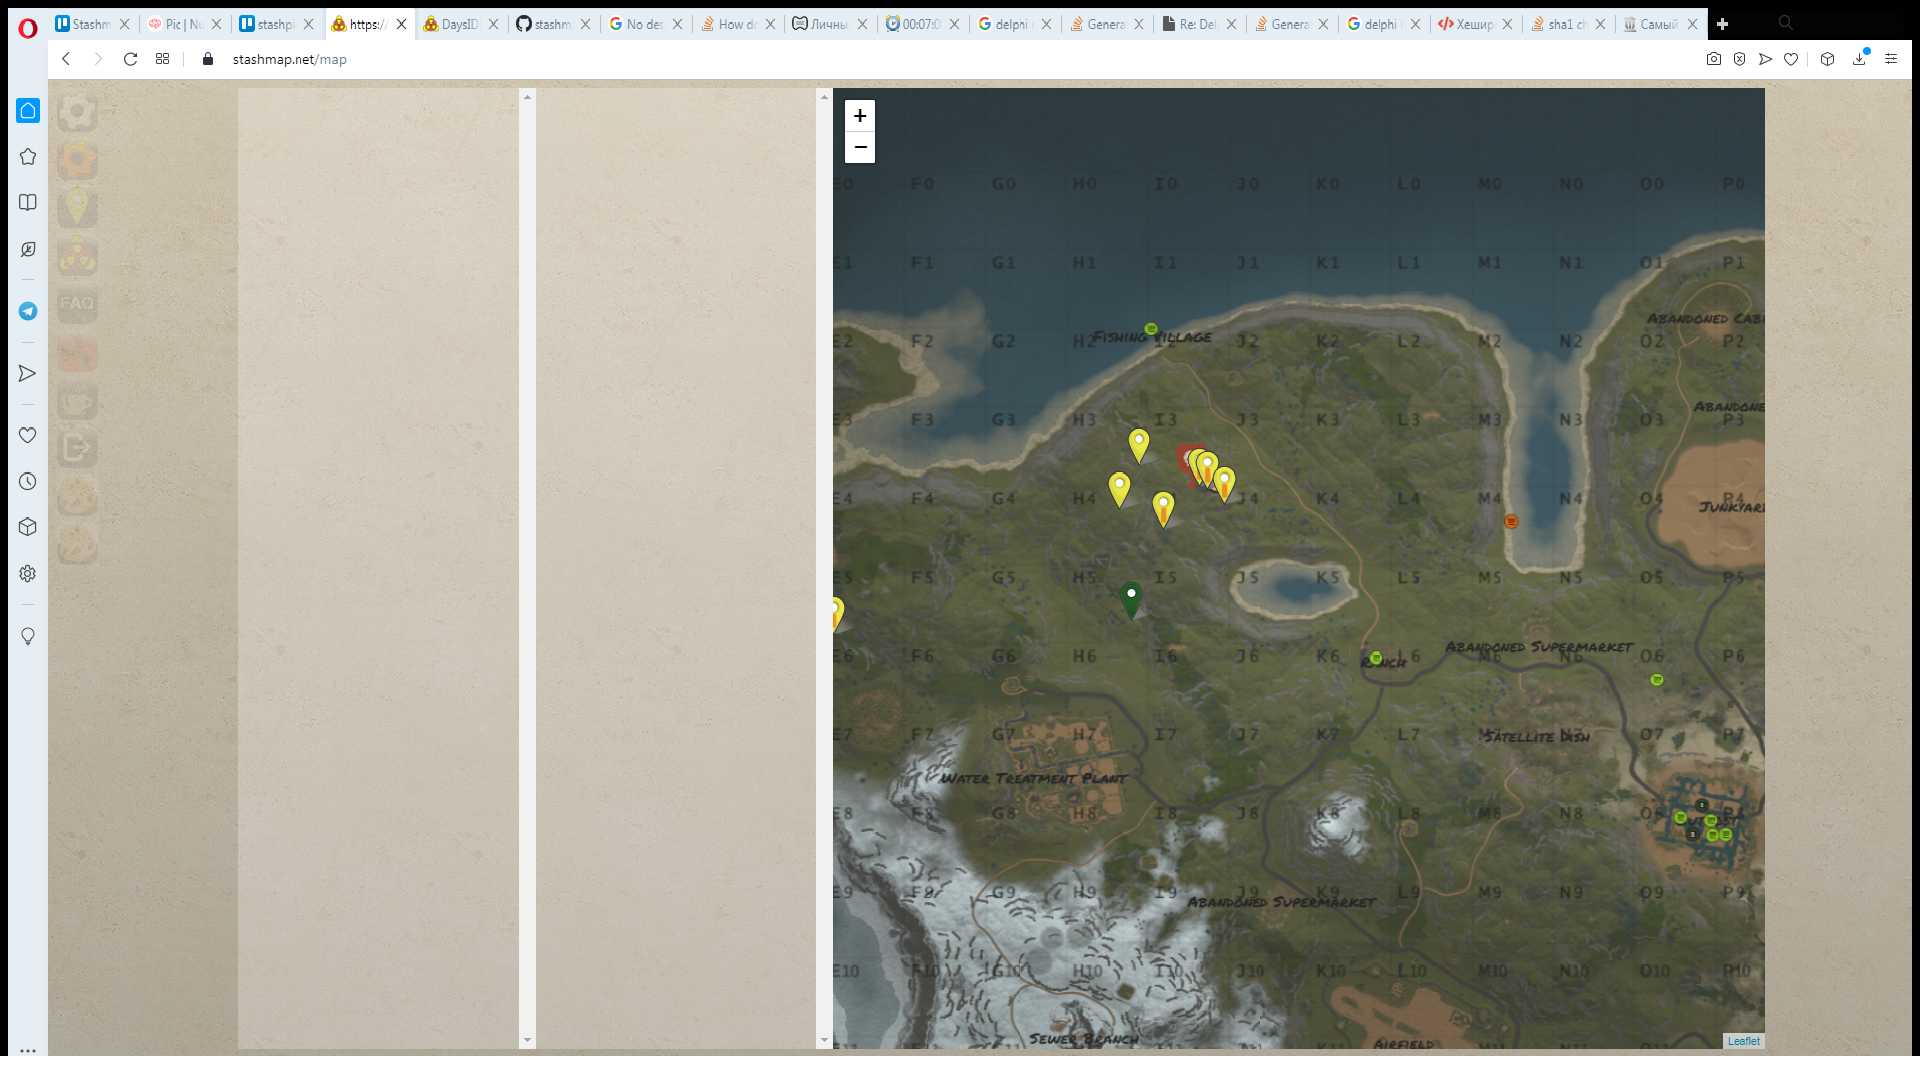 Stashm
Pic | Nu
stashpi
https:/
DaysID
stashm
No des
How do
Личны
00:07:0
delphi
Genera
Re: Del
Genera
delphi
Хешир
sha1 ch
Самый
stashmap.net/map
FAQ
+
−
E0 F0 G0 H0 I0 J0 K0 L0 M0 N0 O0 P0
E1 F1 G1 H1 I1 J1 K1 L1 M1 N1 O1 P1
Abandoned Cabi
Fishing Village
E2 F2 G2 H2 I2 J2 K2 L2 M2 N2 O2 P2
Abandone
E3 F3 G3 H3 I3 J3 K3 L3 M3 N3 O3 P3
E4 F4 G4 H4 J4 K4 L4 M4 N4 O4 P4
Junkyard
E5 F5 G5 H5 I5 J5 K5 L5 M5 N5 O5 P5
Abandoned Supermarket
E6 F6 G6 H6 I6 J6 K6 L6 M6 N6 O6 P6
Ranch
E7 F7 G7 H7 I7 J7 K7 L7 N7 O7 P7
Satellite Dish
Water Treatment Plant
E8 F8 G8 H8 I8 J8 K8 L8 M8 N8 O8 P8
E9 F9 G9 H9 I9 J9 K9 L9 M9 N9 O9 P9
Abandoned Supermarket
E10 F10 G10 H10 I10 J10 K10 L10 M10 N10 O10 P10
Sewer Branch
Airfield
Leaflet